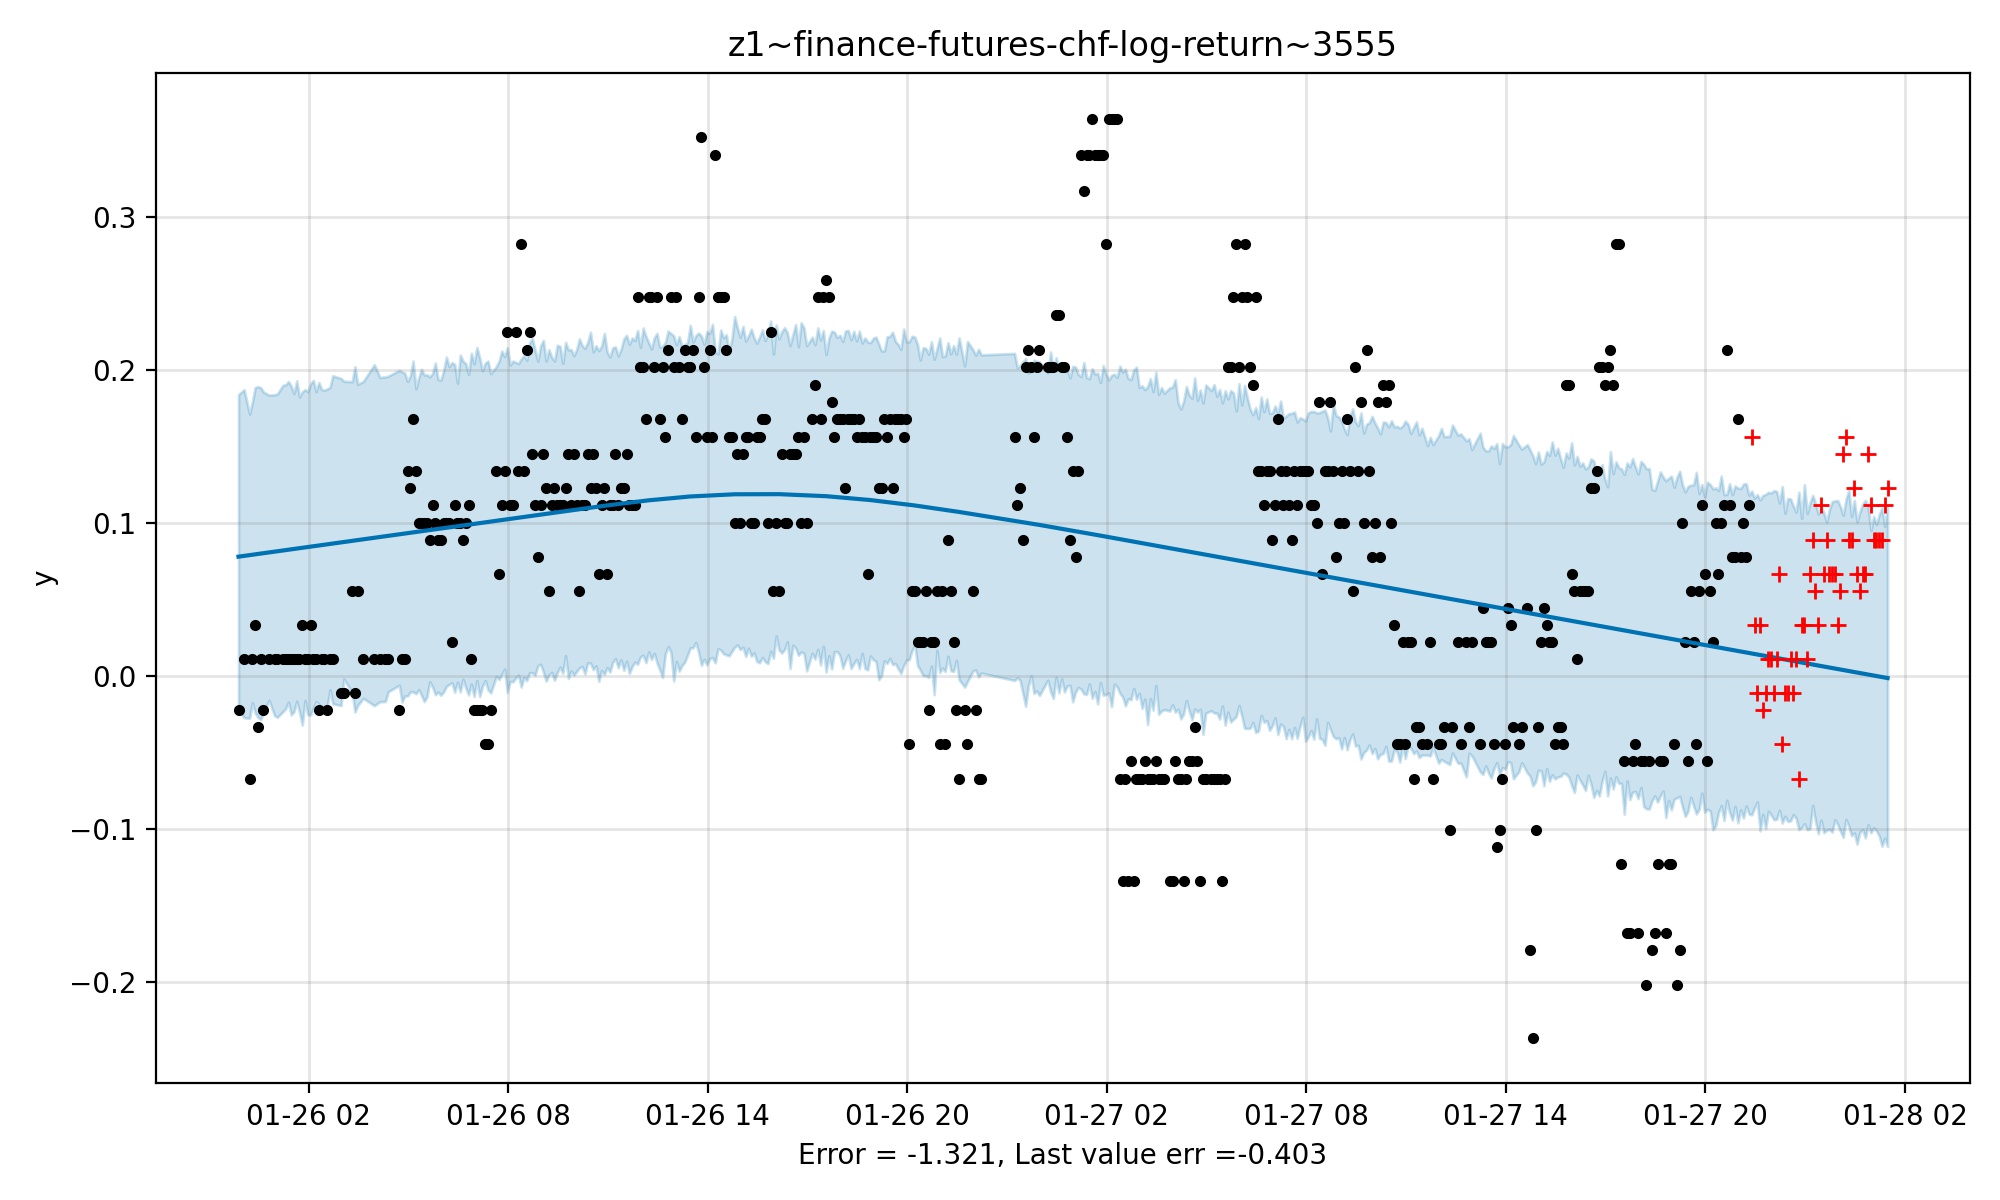 z1~finance-futures-chf-log-return~3555
y
0.3
0.2
0.1
0.0
−0.1
−0.2
01-26 02 01-26 08 01-26 14 01-26 20 01-27 02 01-27 08 01-27 14 01-27 20 01-28 02
Error = -1.321, Last value err =-0.403